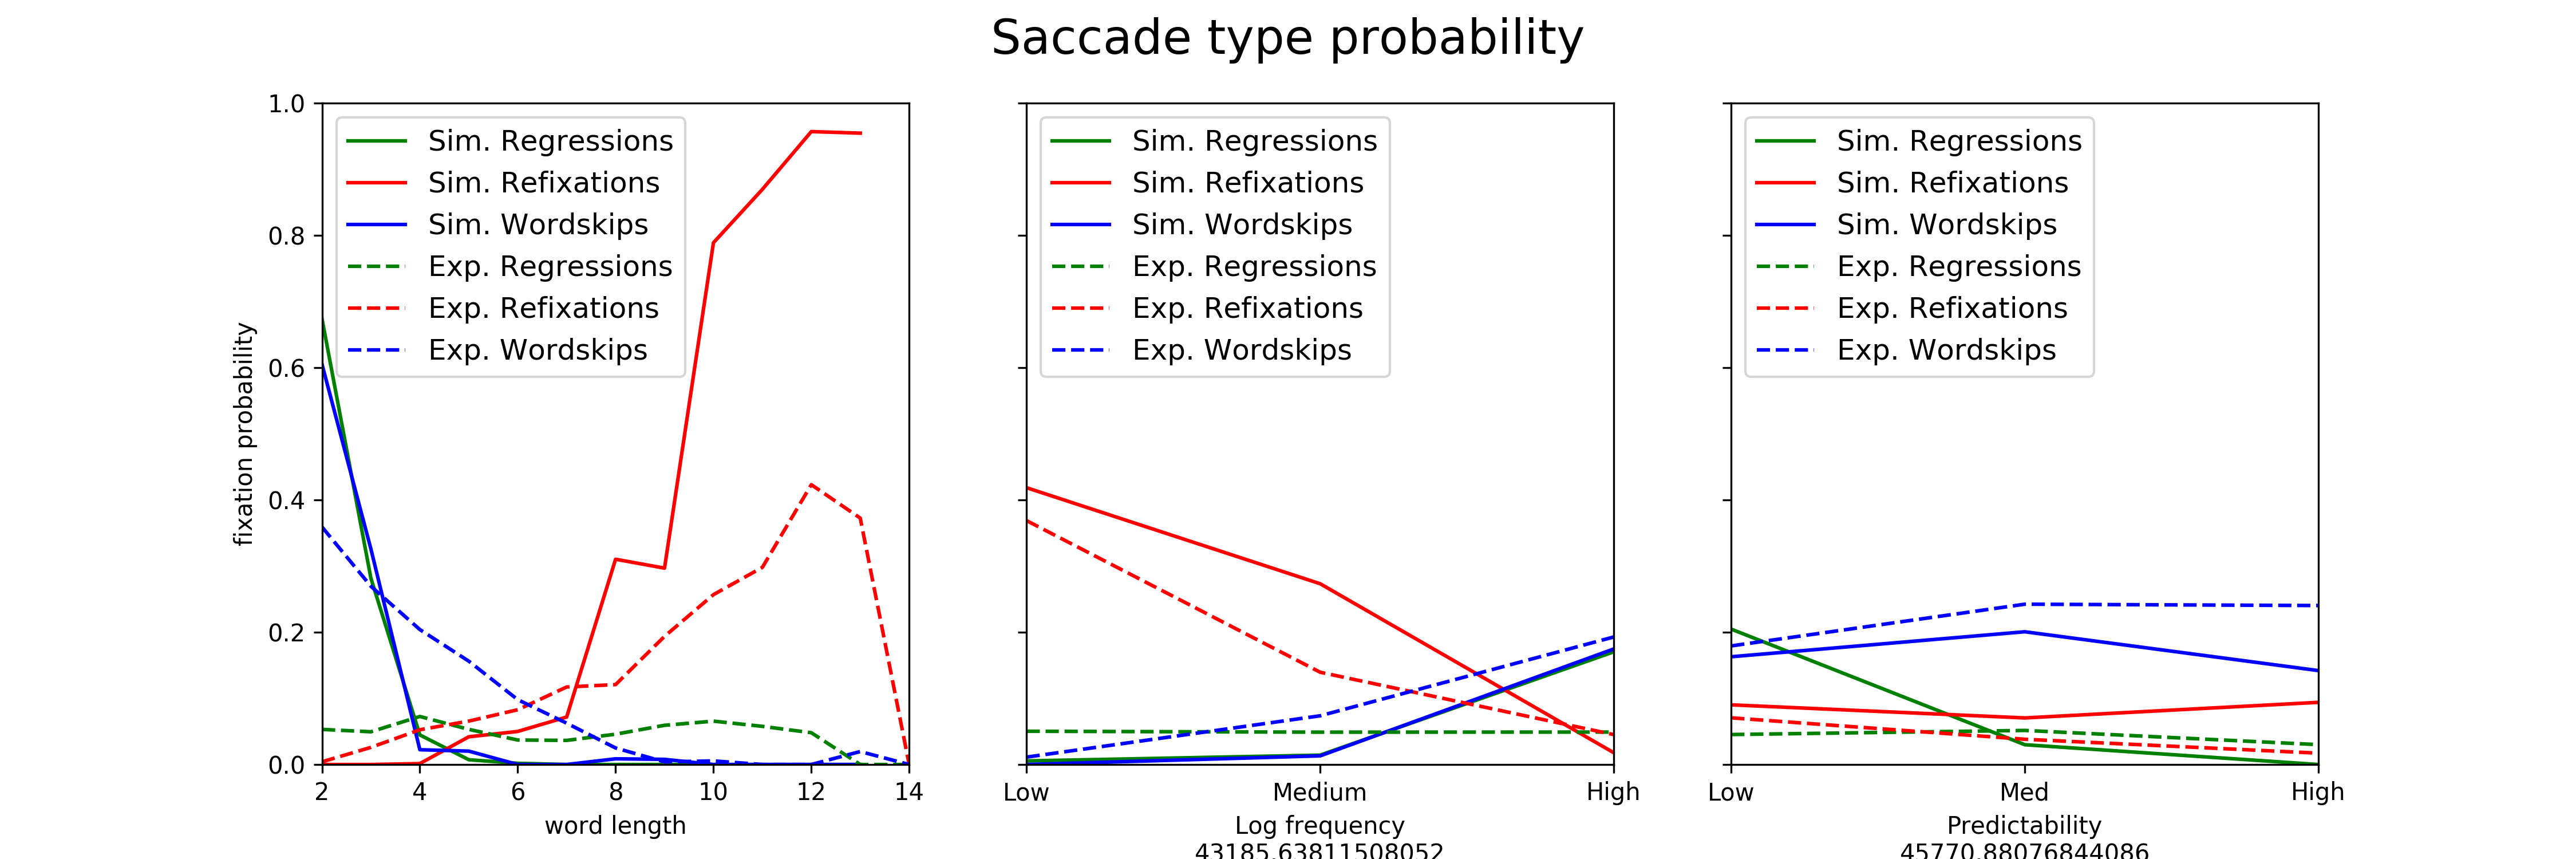 Saccade type probability
fixation probability
1.0
0.8
0.6
0.4
0.2
0.0
Sim. Regressions
Sim. Refixations
Sim. Wordskips
Exp. Regressions
Exp. Refixations
Exp. Wordskips
2 4 6 8 10 12 14
word length
Sim. Regressions
Sim. Refixations
Sim. Wordskips
Exp. Regressions
Exp. Refixations
Exp. Wordskips
Low Medium High
Log frequency
43185.63811508052
Sim. Regressions
Sim. Refixations
Sim. Wordskips
Exp. Regressions
Exp. Refixations
Exp. Wordskips
Low Med High
Predictability
45770.88076844086